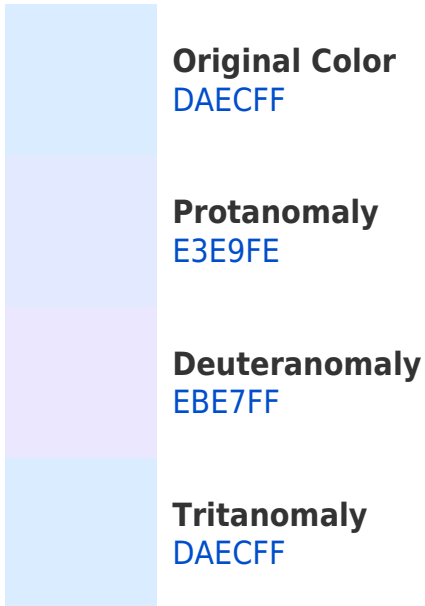 Original Color
DAECFF
Protanomaly
E3E9FE
Deuteranomaly
EBE7FF
Tritanomaly
DAECFF